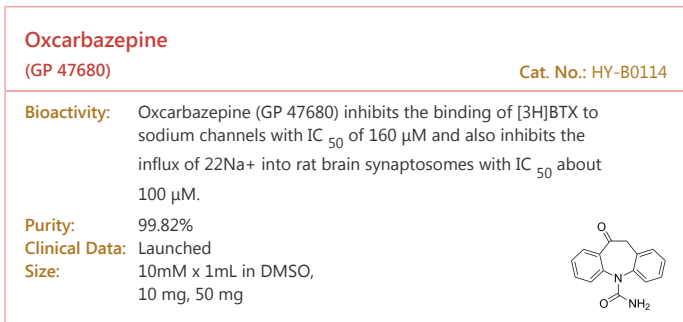 Oxcarbazepine
(GP 47680)
Cat. No.: HY-B0114
Bioactivity: Oxcarbazepine (GP 47680) inhibits the binding of [3H]BTX to
sodium channels with IC 50 of 160 μM and also inhibits the
influx of 22Na+ into rat brain synaptosomes with IC 50 about
100 μM.
Purity: 99.82%
Clinical Data: Launched
Size: 10mM x 1mL in DMSO,
10 mg, 50 mg
O
N
O
NH2